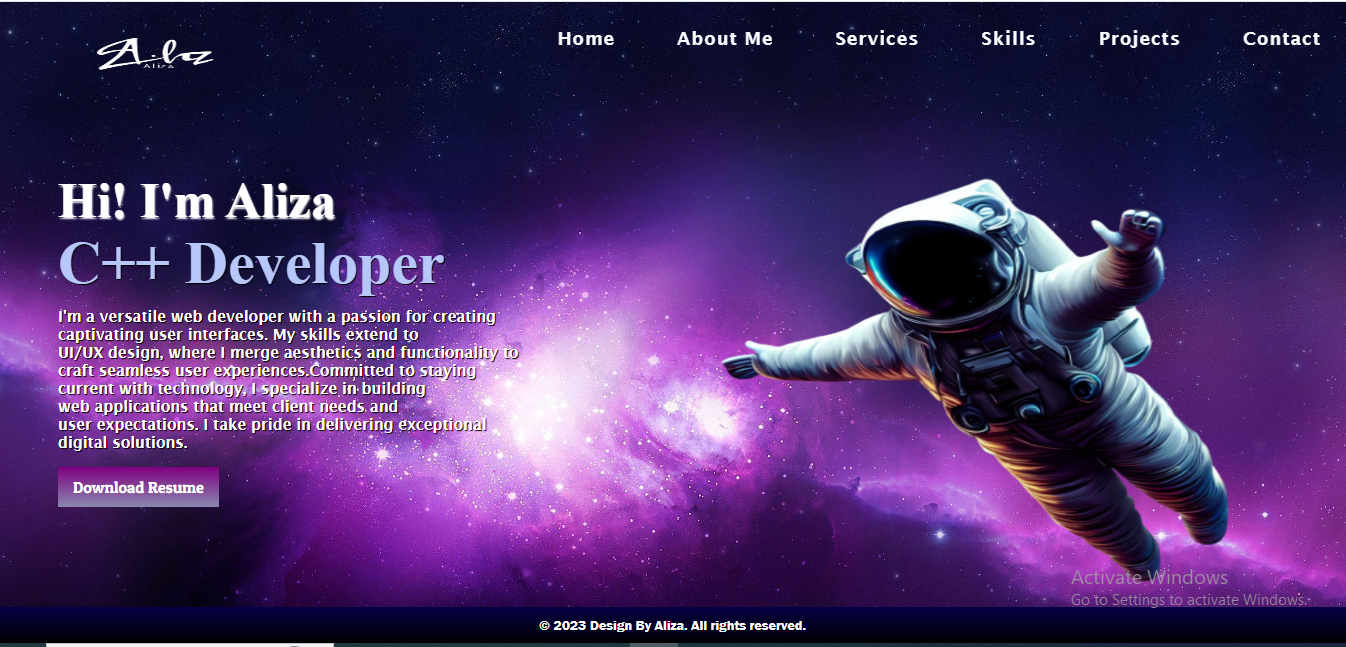 Aliza
Home About Me Services Skills Projects Contact
Hi! I'm Aliza
C++ Developer
I'm a versatile web developer with a passion for creating
captivating user interfaces. My skills extend to
UI/UX design, where I merge aesthetics and functionality to
craft seamless user experiences.Committed to staying
current with technology, I specialize in building
web applications that meet client needs and
user expectations. I take pride in delivering exceptional
digital solutions.
Download Resume
Activate Windows
Go to Settings to activate Windows.
© 2023 Design By Aliza. All rights reserved.